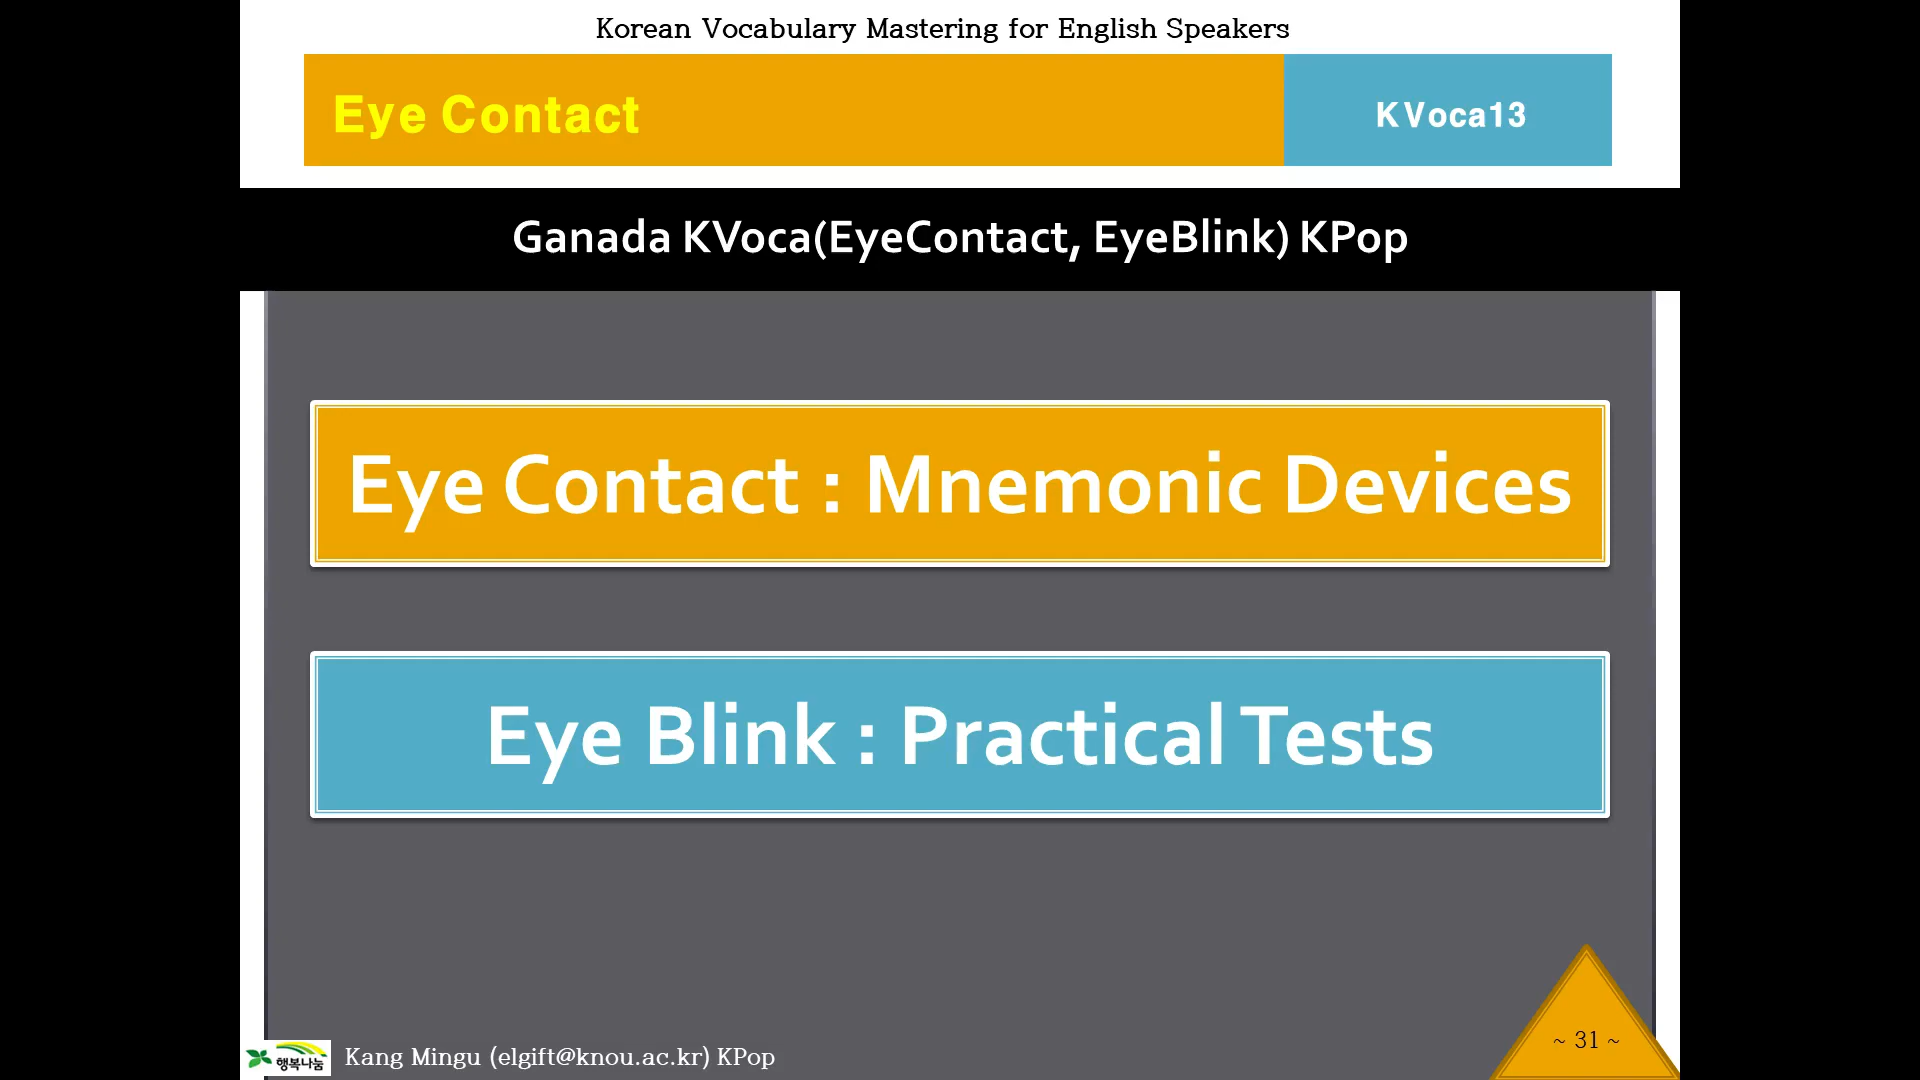 Korean Vocabulary Mastering for English Speakers
Eye Contact
KVoca13
Ganada KVoca(EyeContact, EyeBlink) KPop
Eye Contact : Mnemonic Devices
Eye Blink : Practical Tests
~ 31 ~
행복나눔
Kang Mingu (elgift@knou.ac.kr) KPop